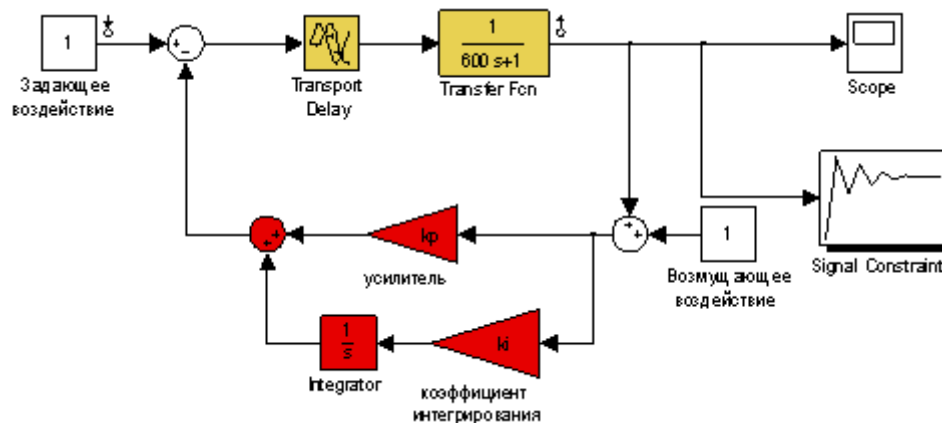 1
Задающее
воздействие
+
−
Transport
Delay
1
600 s+1
Transfer Fcn
Scope
Signal Constraint
+
+
kp
усилитель
+
+
1
Возмущающее
воздействие
1
s
Integrator
ki
коэффициент
интегрирования